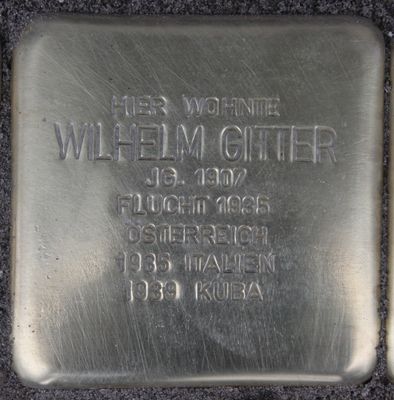 HIER WOHNTE
WILHELM GITTER
JG. 1907
FLUCHT 1935
ÖSTERREICH
1935 ITALIEN
1939 KUBA